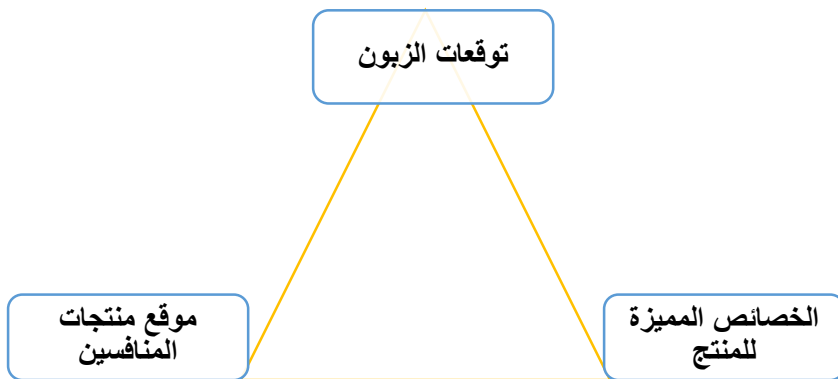 توقعات الزبون
الخصائص المميزة
للمنتج
موقع منتجات
المنافسين